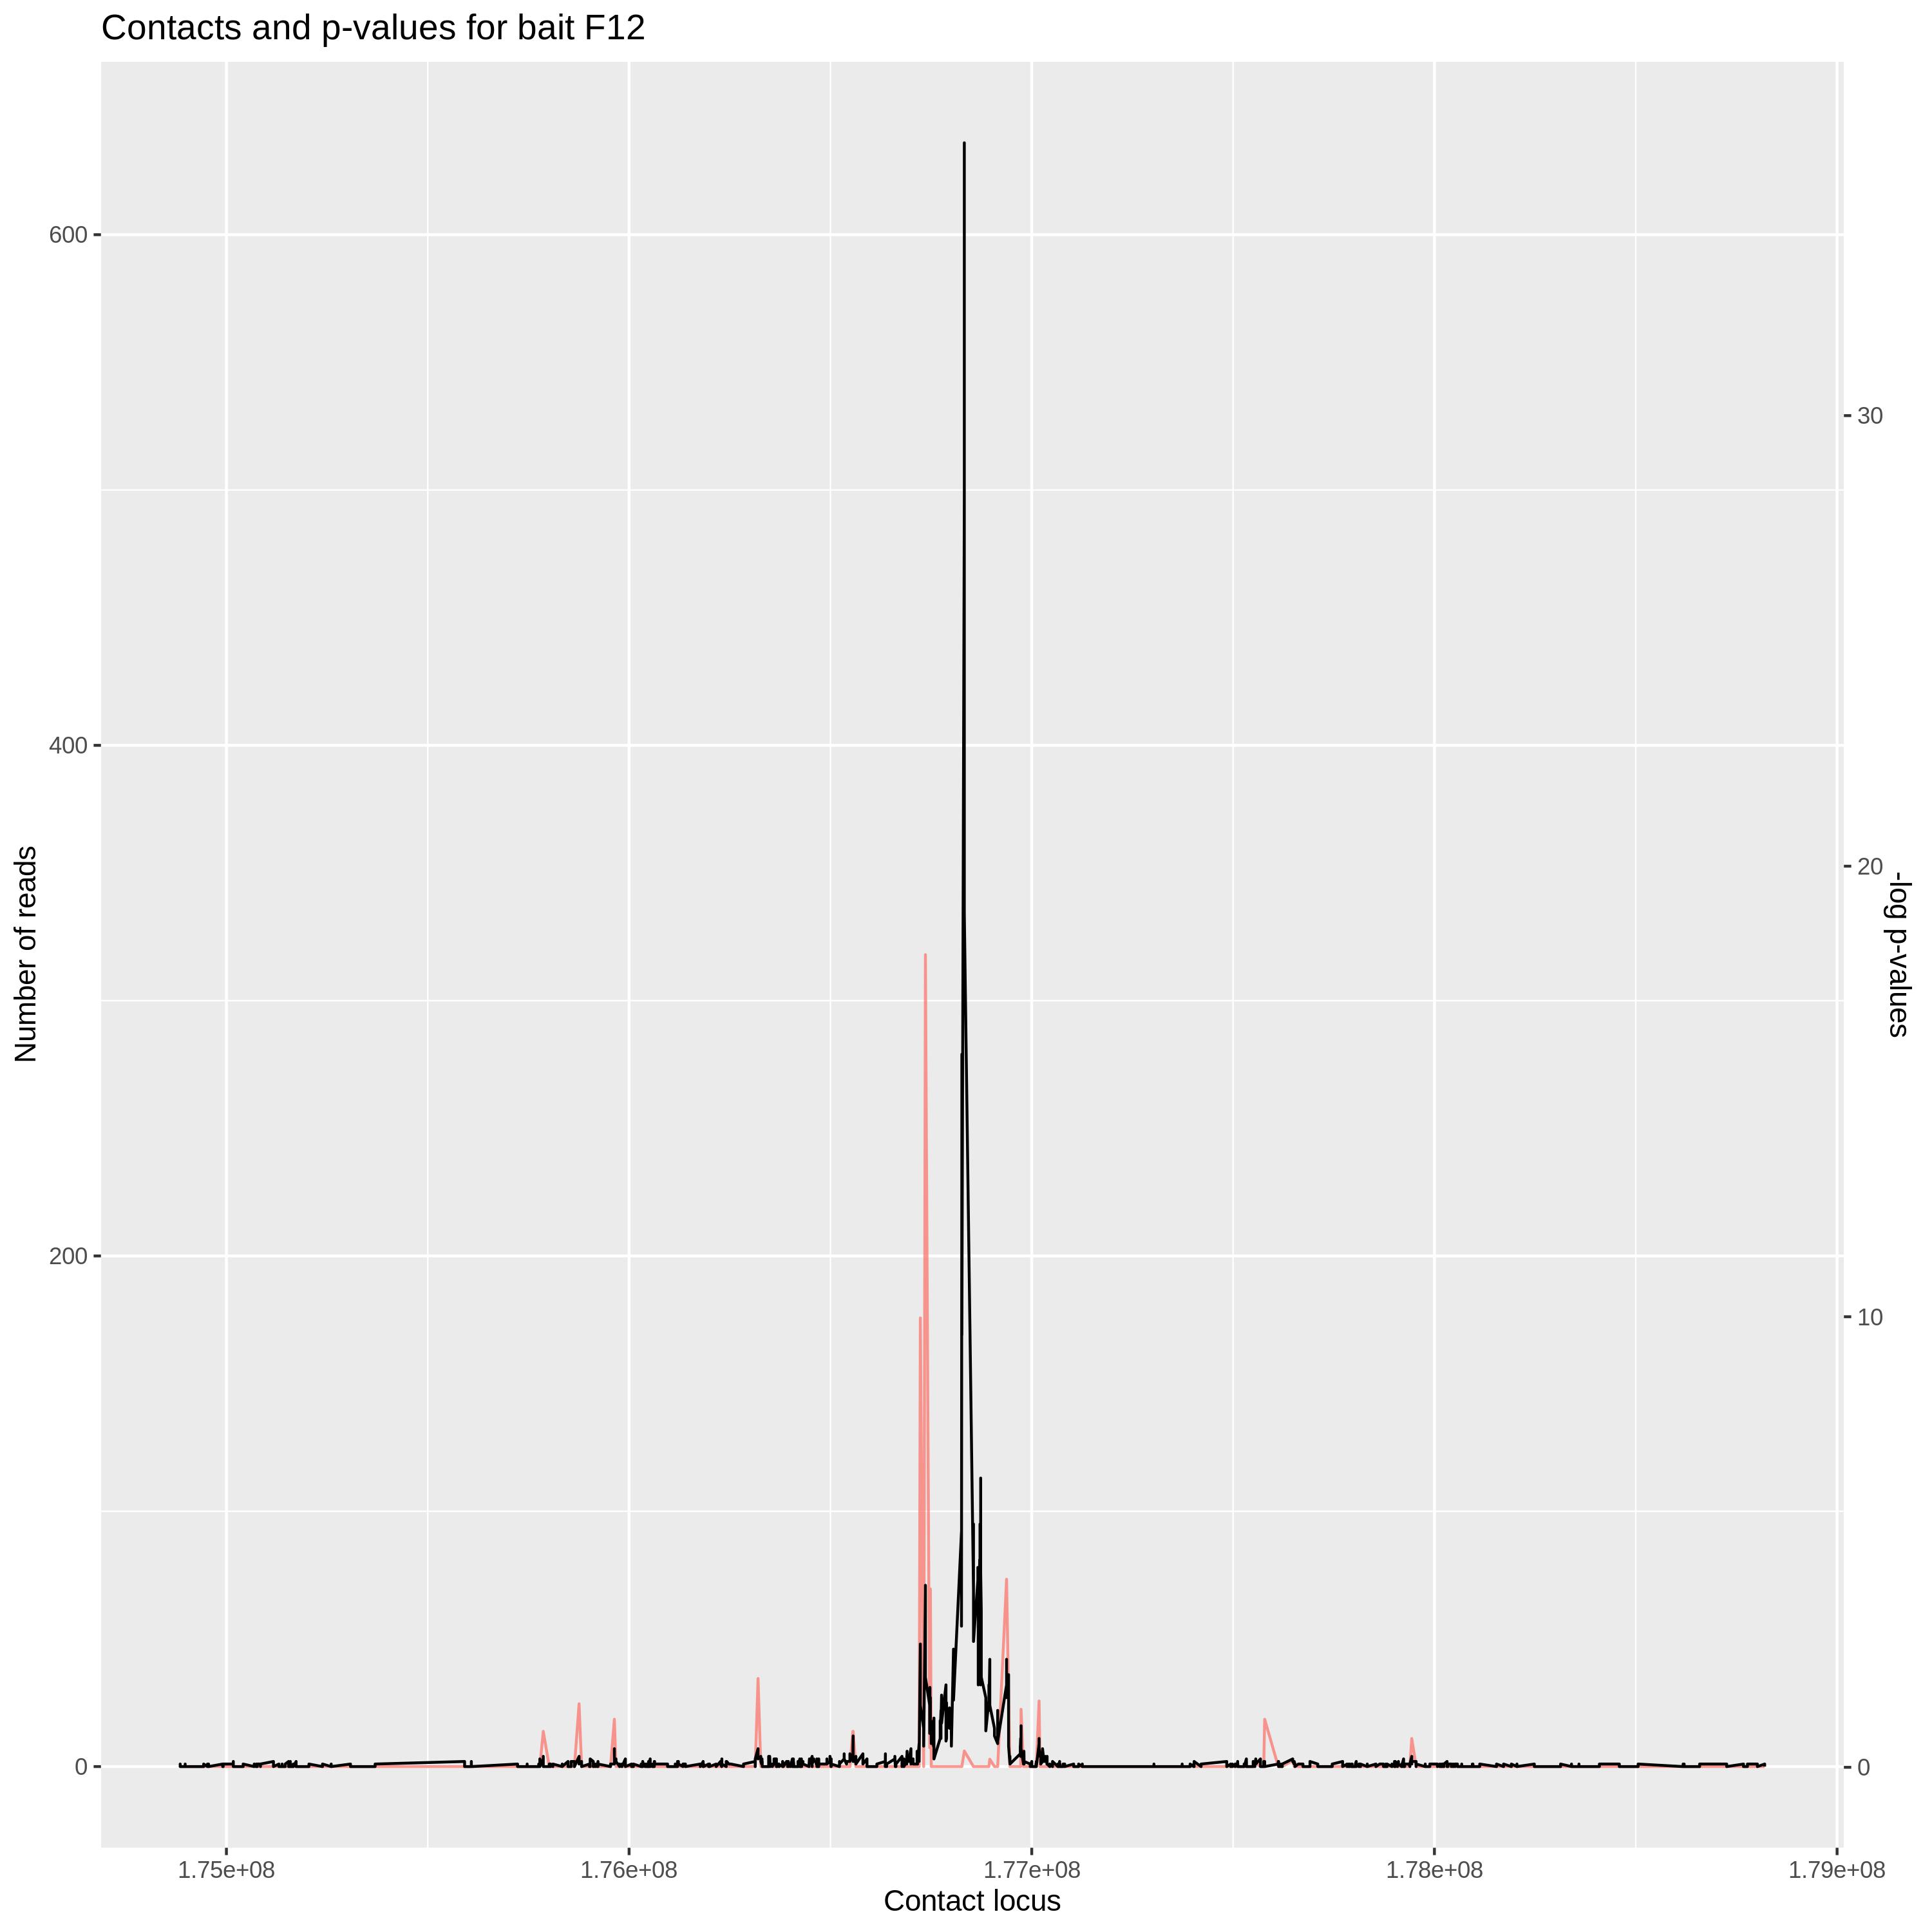 Contacts and p-values for bait F12
Number of reads
600
400
200
0
30
20
10
0
-log p-values
1.75e+08
1.76e+08
1.77e+08
1.78e+08
1.79e+08
Contact locus